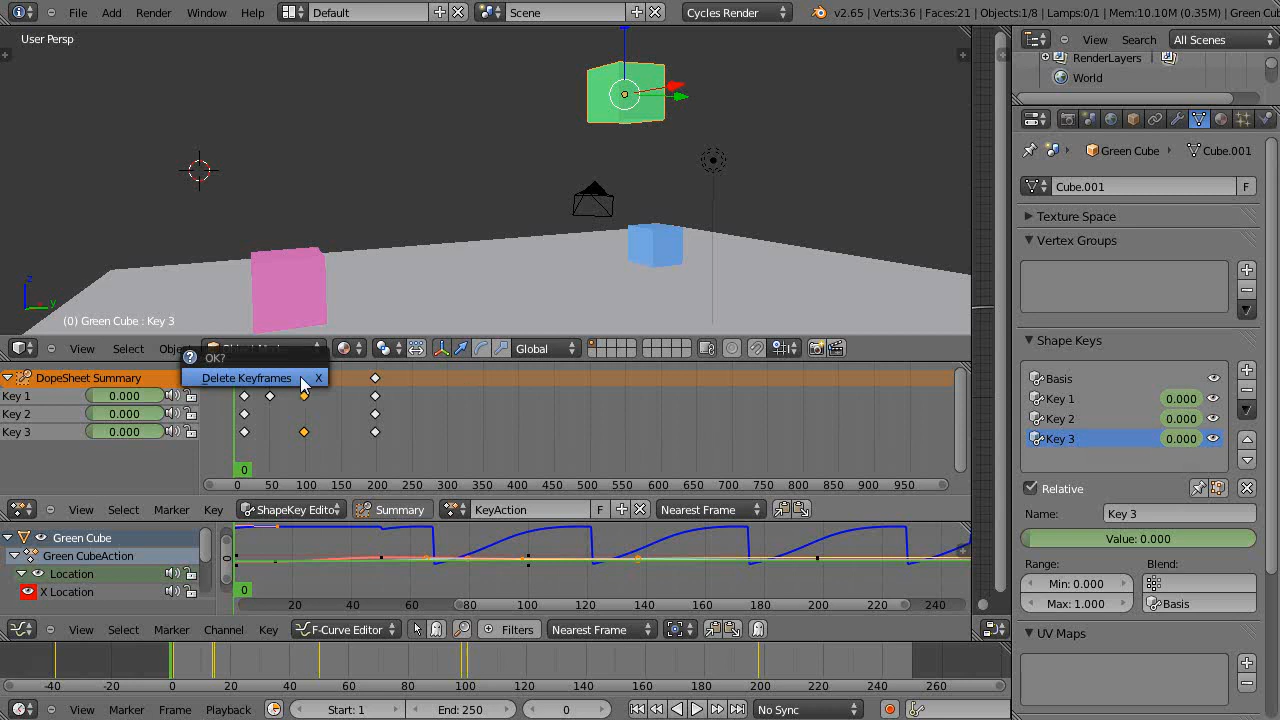 File Add Render Window Help Default Scene Cycles Render v2.65 | Verts:36 | Faces:21 | Objects:1/8 | Lamps:0/1 | Mem:10.10M (0.35M) | Green Cu
User Persp
View Search All Scenes
RenderLayers
World
Green Cube Cube.001
Cube.001 F
Texture Space
Vertex Groups
z
y
(0) Green Cube : Key 3
Shape Keys
View Select Global
OK?
Delete Keyframes X
DopeSheet Summary
Key 1 0.000
Key 2 0.000
Key 3 0.000
0
0 50 100 150 200 250 300 350 400 450 500 550 600 650 700 750 800 850 900 950
View Select Marker Key ShapeKey Edito Summary KeyAction F Nearest Frame
Basis
Key 1 0.000
Key 2 0.000
Key 3 0.000
Relative
Name: Key 3
Value: 0.000
Range: Blend:
Min: 0.000
Max: 1.000 Basis
UV Maps
Green Cube
Green CubeAction
Location
X Location
0
20 40 60 80 100 120 140 160 180 200 220 240
View Select Marker Channel Key F-Curve Editor Filters Nearest Frame
-40 -20 0 20 40 60 80 100 120 140 160 180 200 220 240 260
View Marker Frame Playback Start: 1 End: 250 0 No Sync